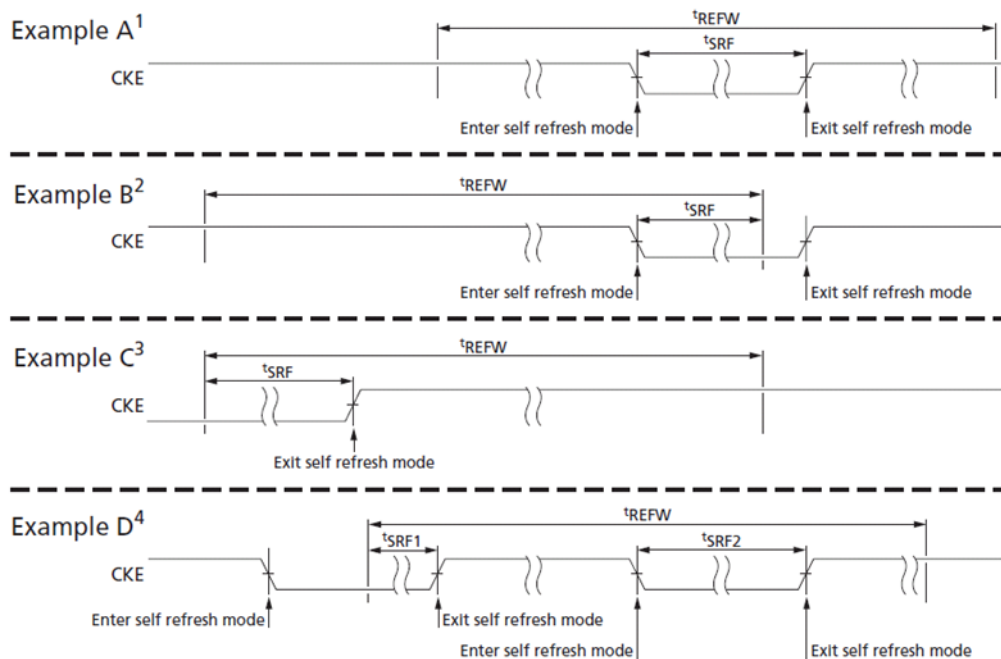 Example A¹
ᵗREFW
ᵗSRF
CKE
Enter self refresh mode
Exit self refresh mode
Example B²
ᵗREFW
ᵗSRF
CKE
Enter self refresh mode
Exit self refresh mode
Example C³
ᵗREFW
ᵗSRF
CKE
Exit self refresh mode
Example D⁴
ᵗREFW
ᵗSRF1
ᵗSRF2
CKE
Enter self refresh mode
Exit self refresh mode
Enter self refresh mode
Exit self refresh mode